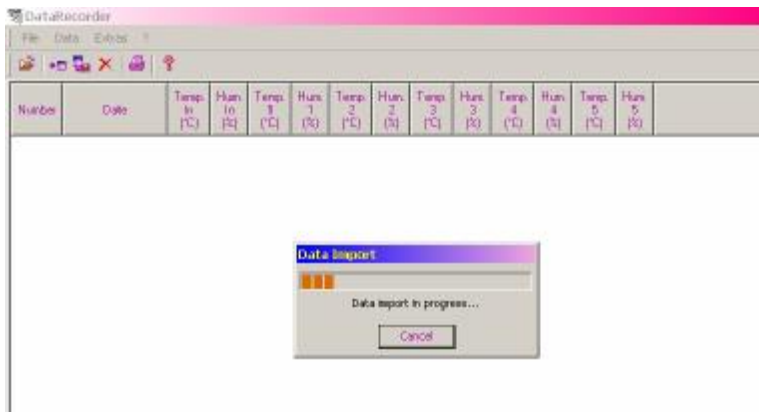 DataRecorder
File Data Extras ?
Number Date Temp. In (°C) Hum. In (%) Temp. 1 (°C) Hum. 1 (%) Temp. 2 (°C) Hum. 2 (%) Temp. 3 (°C) Hum. 3 (%) Temp. 4 (°C) Hum. 4 (%) Temp. 5 (°C) Hum. 5 (%)
Data Import
Data import in progress...
Cancel